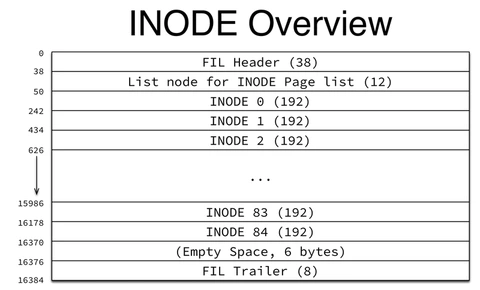 INODE Overview
0
FIL Header (38)
38
List node for INODE Page list (12)
50
INODE 0 (192)
242
INODE 1 (192)
434
INODE 2 (192)
626
...
15986
INODE 83 (192)
16178
INODE 84 (192)
16370
(Empty Space, 6 bytes)
16376
FIL Trailer (8)
16384